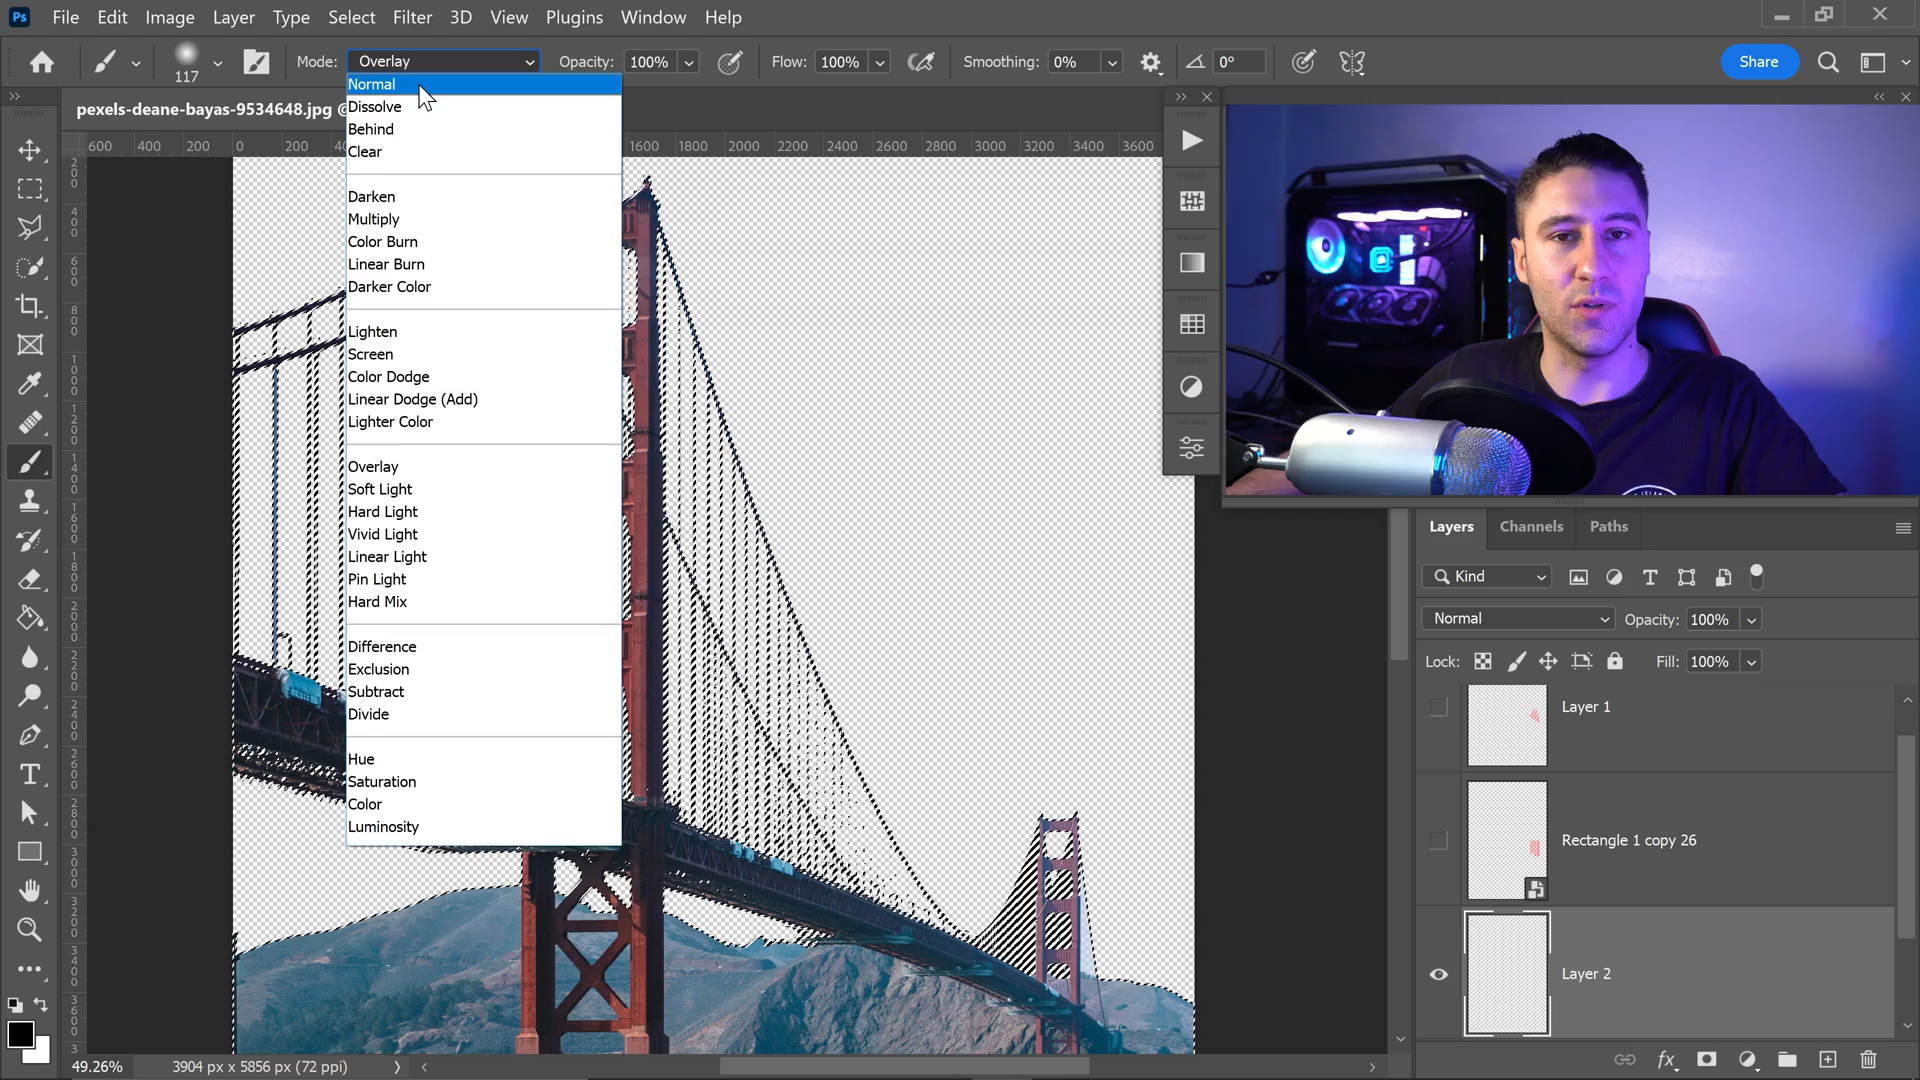 Ps File Edit Image Layer Type Select Filter 3D View Plugins Window Help
117 Mode: Overlay Opacity: 100% Flow: 100% Smoothing: 0% 0° Share
pexels-deane-bayas-9534648.jpg @
600 400 200 0 200 1600 1800 2000 2200 2400 2600 2800 3000 3200 3400 3600
Normal
Dissolve
Behind
Clear
Darken
Multiply
Color Burn
Linear Burn
Darker Color
Lighten
Screen
Color Dodge
Linear Dodge (Add)
Lighter Color
Overlay
Soft Light
Hard Light
Vivid Light
Linear Light
Pin Light
Hard Mix
Difference
Exclusion
Subtract
Divide
Hue
Saturation
Color
Luminosity
200
400
600
800
1000
1200
1400
1600
1800
2000
2200
2400
2600
2800
3000
3200
3400
3600
Layers Channels Paths
Kind
Normal Opacity: 100%
Lock: Fill: 100%
Layer 1
Rectangle 1 copy 26
Layer 2
49.26% 3904 px x 5856 px (72 ppi)